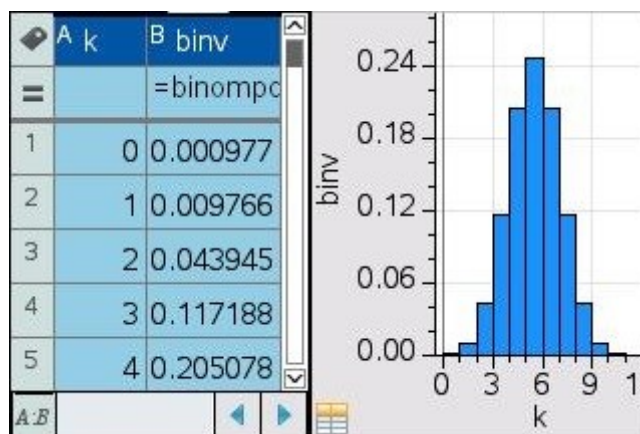 A k B binv
= =binompo
1 0 0.000977
2 1 0.009766
3 2 0.043945
4 3 0.117188
5 4 0.205078
A:B
binv
0.24
0.18
0.12
0.06
0.00
0 3 6 9 1
k